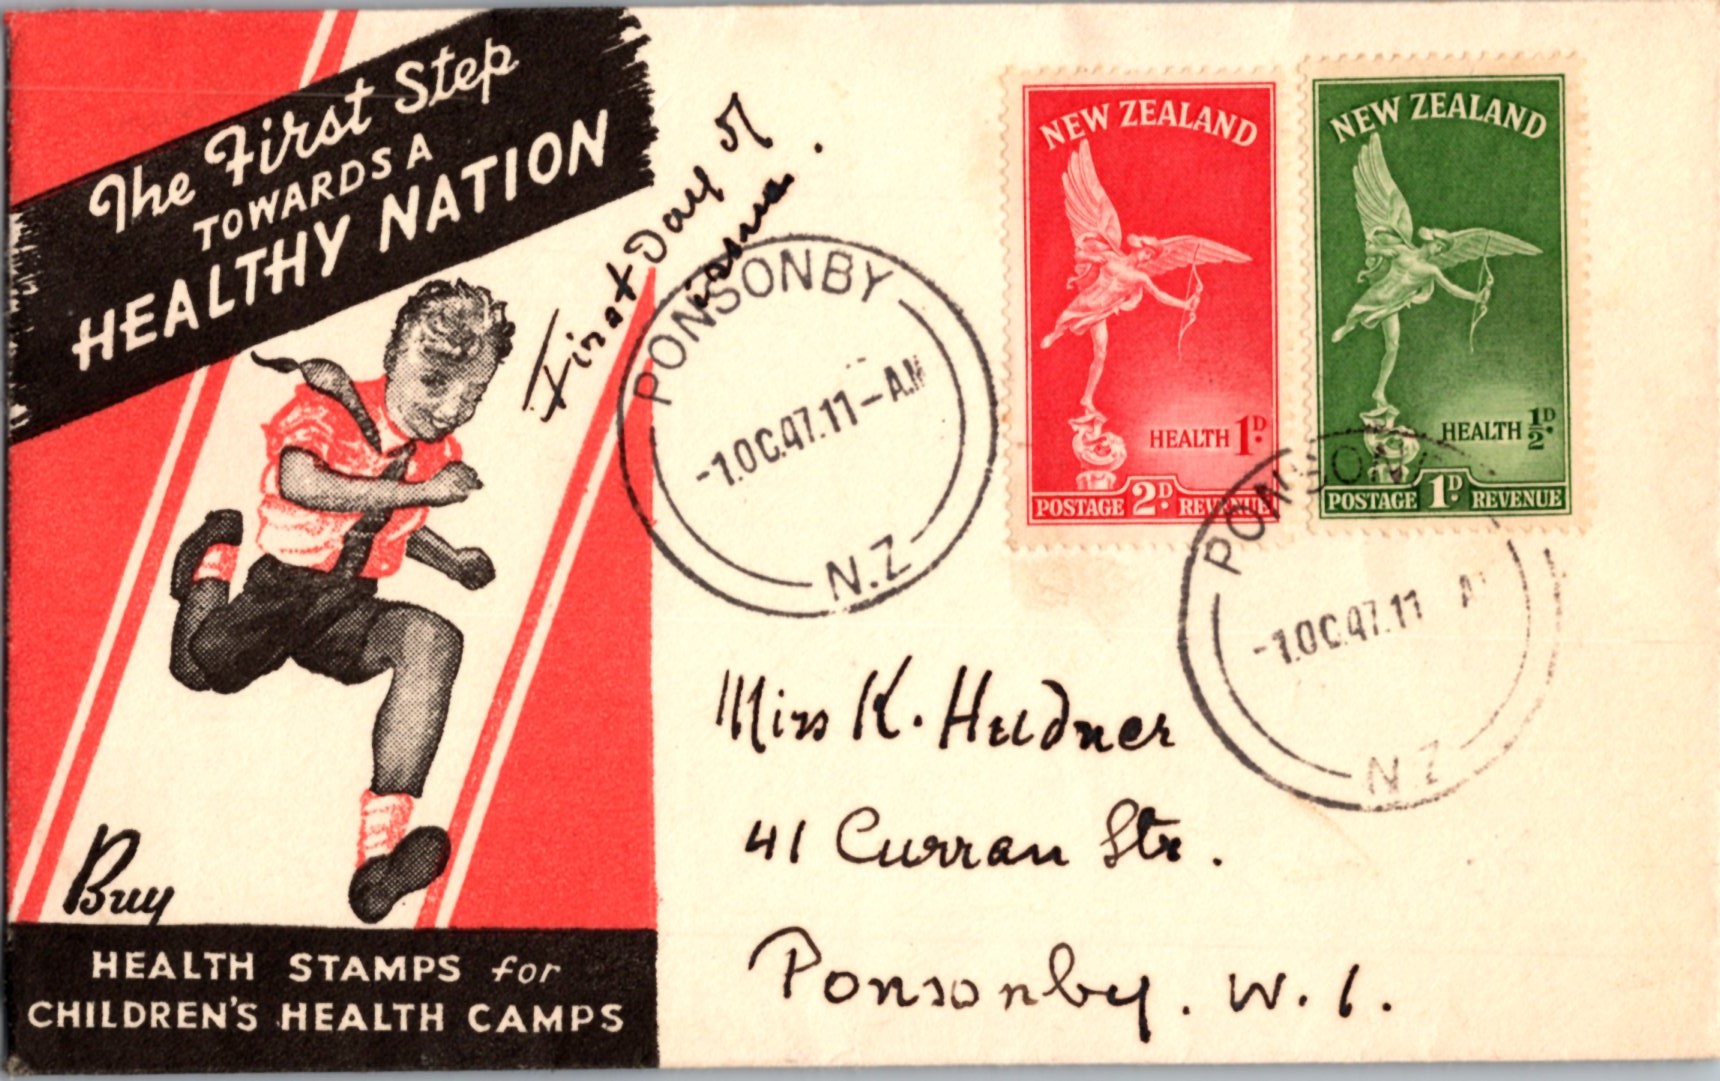 The First Step
TOWARDS A
HEALTHY NATION
First Day of
issue.
PONSONBY
-1.OC.47.11-AM
N.Z
NEW ZEALAND
HEALTH 1D.
POSTAGE 2D. REVENUE
NEW ZEALAND
HEALTH ½D.
POSTAGE 1D. REVENUE
PONSON
-1.OC.47.11 A
N.Z
Miss K.
41 Curran Str.
Ponsonby. W. 1.
Buy
HEALTH STAMPS for
CHILDREN'S HEALTH CAMPS